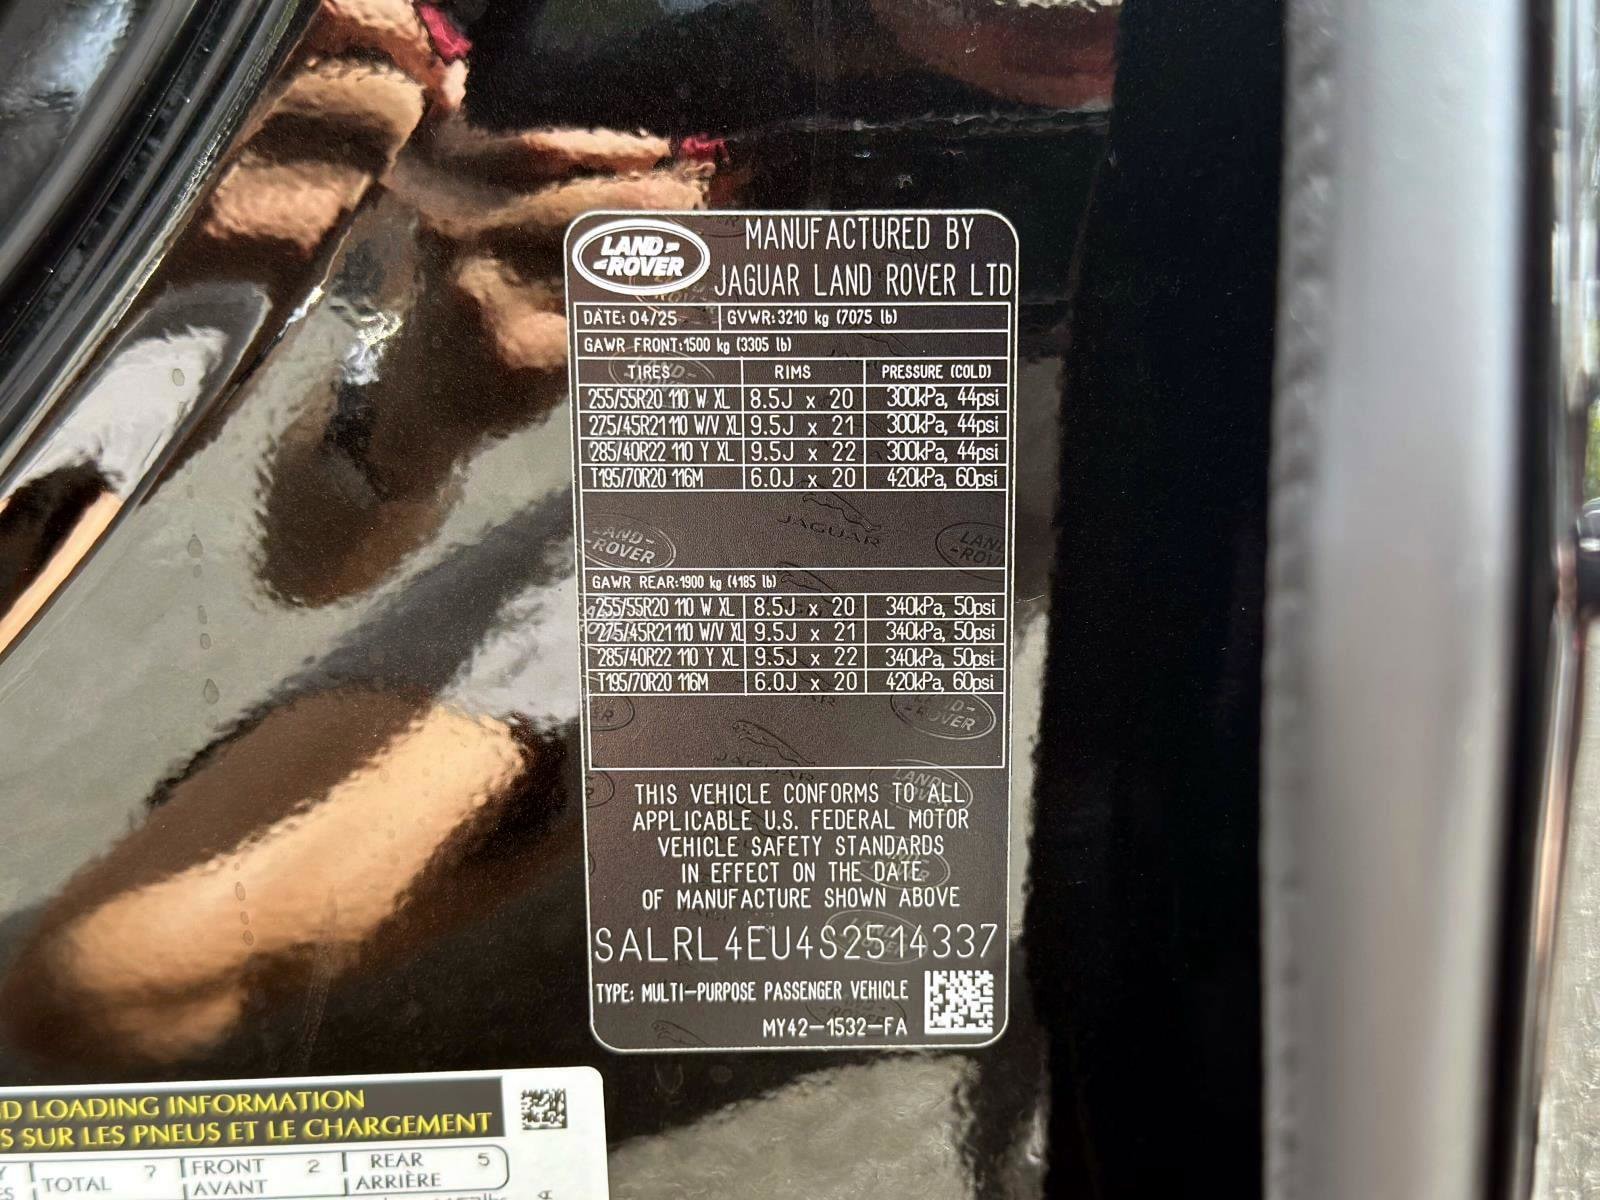 LAND-
-ROVER
MANUFACTURED BY
JAGUAR LAND ROVER LTD
DATE: 04/25 GVWR:3210 kg (7075 lb)
GAWR FRONT:1500 kg (3305 lb)
TIRES RIMS PRESSURE (COLD)
255/55R20 110 W XL 8.5J x 20 300kPa, 44psi
275/45R21 110 W/V XL 9.5J x 21 300kPa, 44psi
285/40R22 110 Y XL 9.5J x 22 300kPa, 44psi
T195/70R20 116M 6.0J x 20 420kPa, 60psi
JAGUAR
LAND-
-ROVER
GAWR REAR:1900 kg (4185 lb)
255/55R20 110 W XL 8.5J x 20 340kPa, 50psi
275/45R21 110 W/V XL 9.5J x 21 340kPa, 50psi
285/40R22 110 Y XL 9.5J x 22 340kPa, 50psi
T195/70R20 116M 6.0J x 20 420kPa, 60psi
THIS VEHICLE CONFORMS TO ALL
APPLICABLE U.S. FEDERAL MOTOR
VEHICLE SAFETY STANDARDS
IN EFFECT ON THE DATE
OF MANUFACTURE SHOWN ABOVE
SALRL4EU4S2514337
TYPE: MULTI-PURPOSE PASSENGER VEHICLE
MY42-1532-FA
LOADING INFORMATION
SUR LES PNEUS ET LE CHARGEMENT
TOTAL 7 FRONT 2 REAR 5
AVANT ARRIÈRE